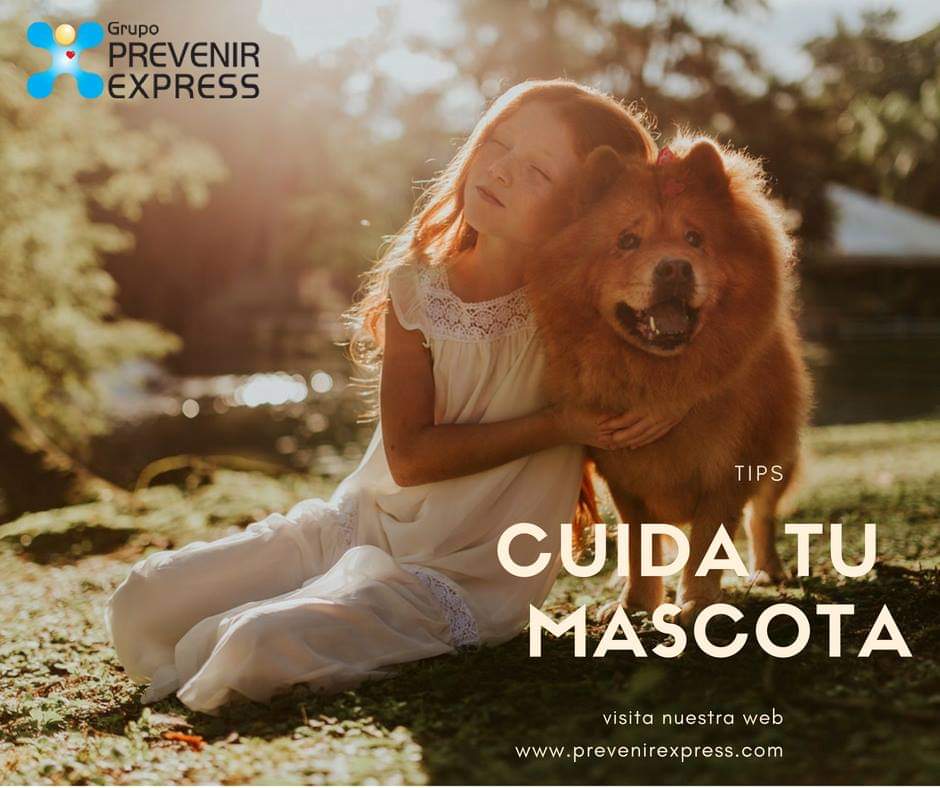 Grupo
PREVENIR
EXPRESS
TIPS
CUIDA TU
MASCOTA
visita nuestra web
www.prevenirexpress.com